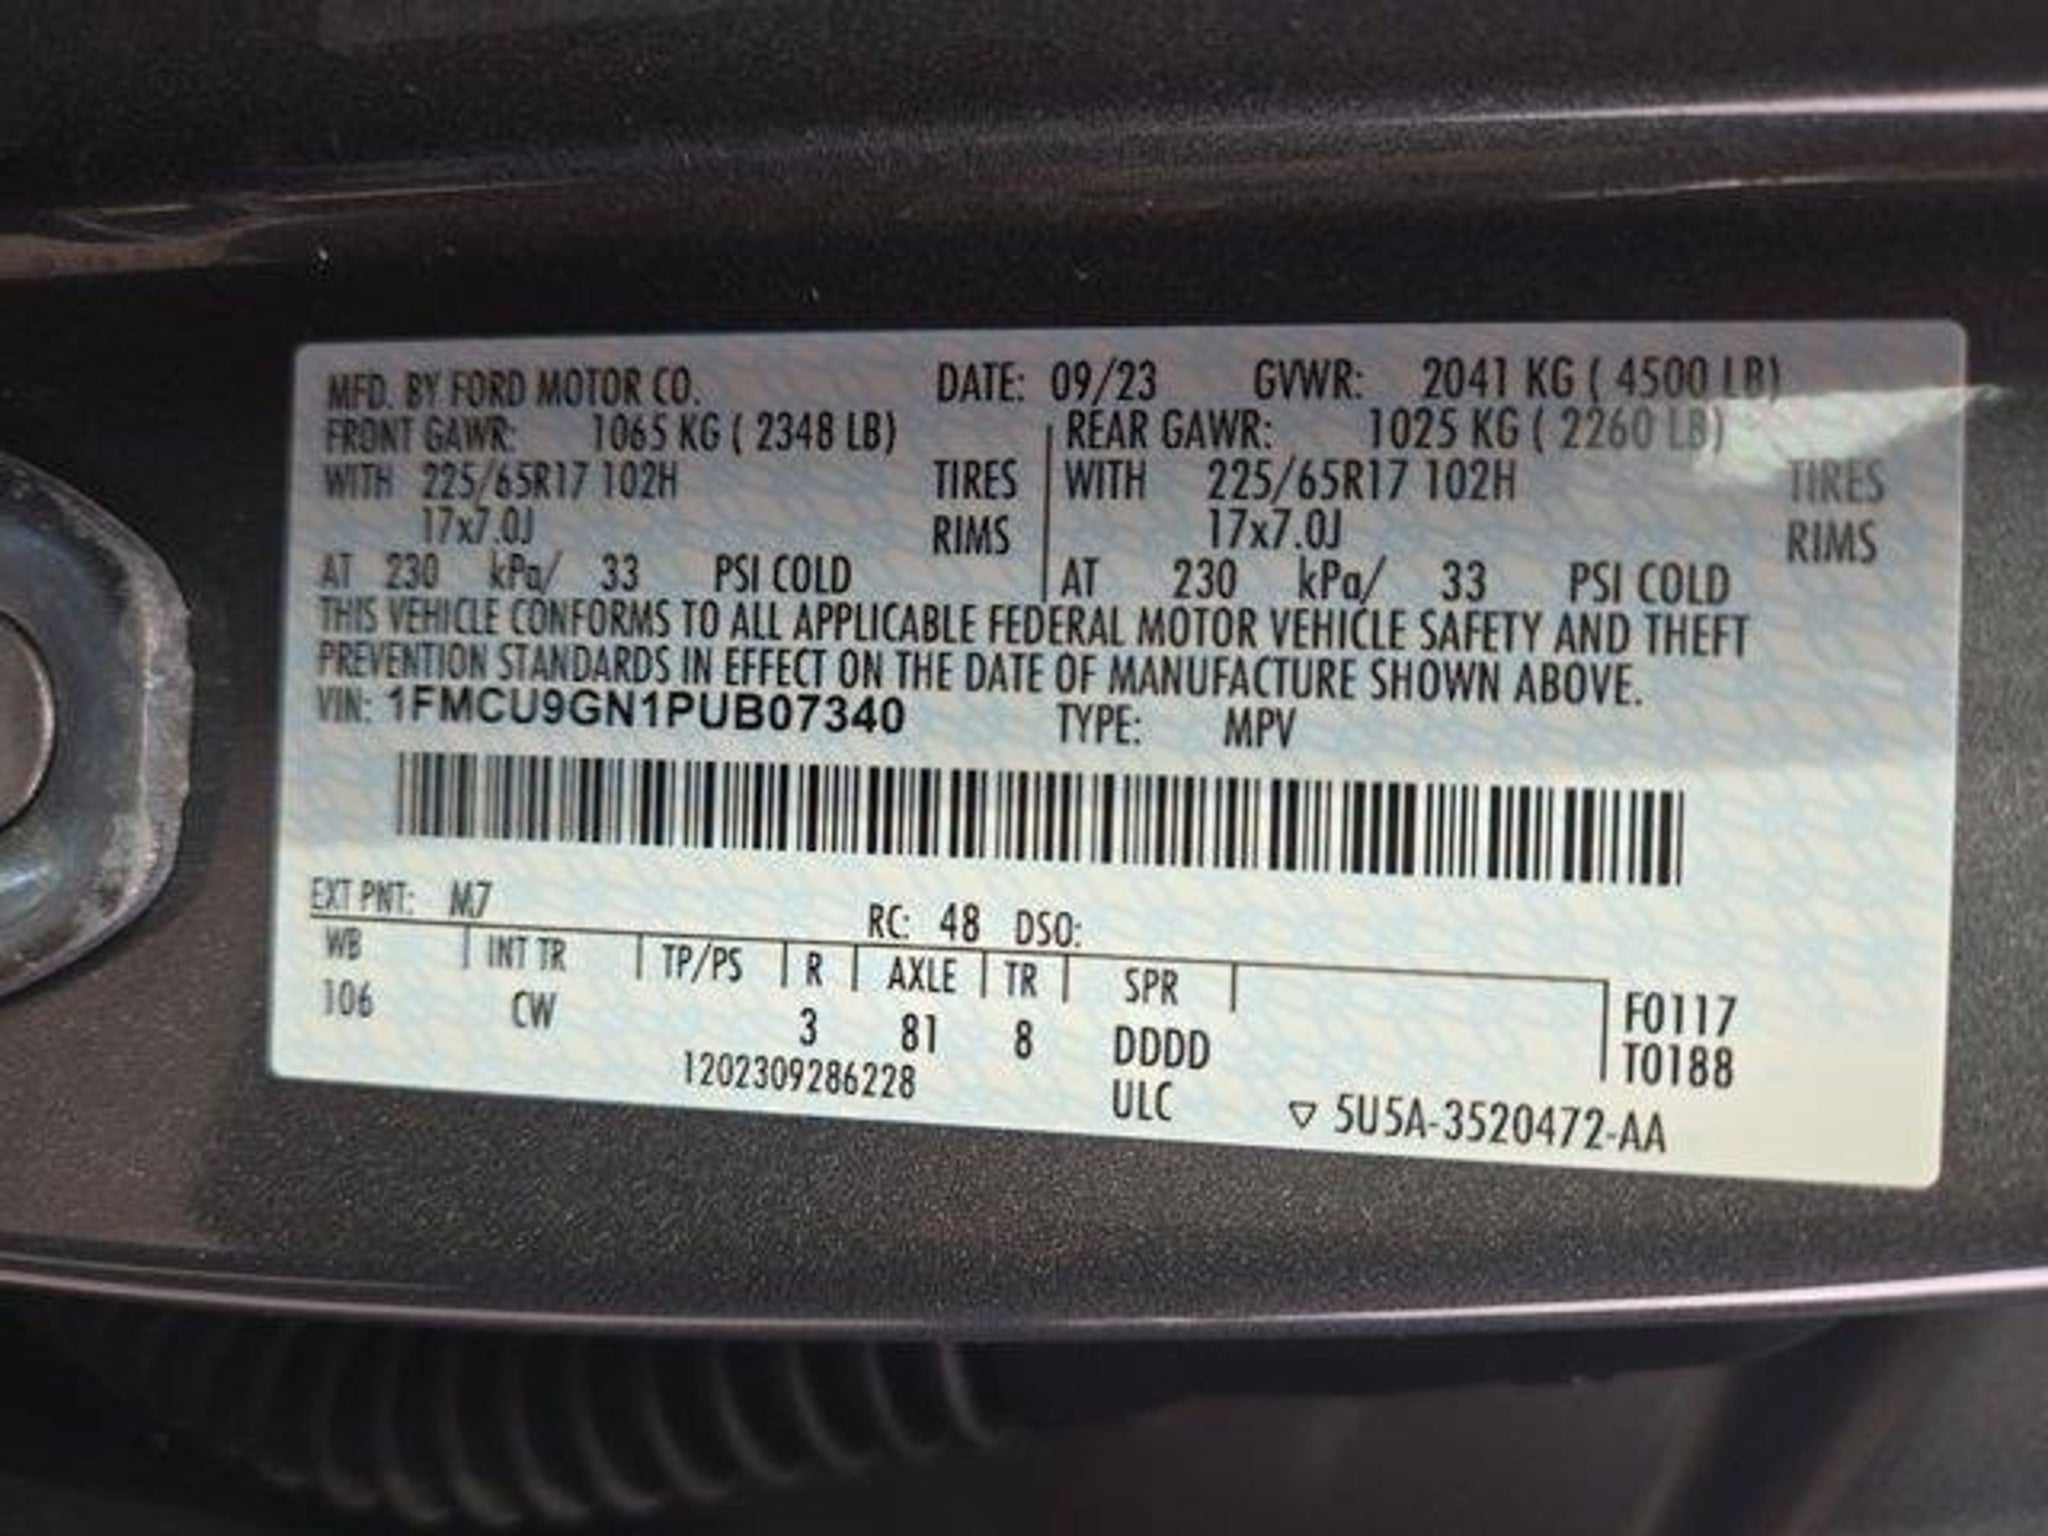 MFD. BY FORD MOTOR CO. DATE: 09/23 GVWR: 2041 KG ( 4500 LB)
FRONT GAWR: 1065 KG ( 2348 LB) REAR GAWR: 1025 KG ( 2260 LB)
WITH 225/65R17 102H TIRES WITH 225/65R17 102H TIRES
17x7.0J RIMS 17x7.0J RIMS
AT 230 kPa/ 33 PSI COLD AT 230 kPa/ 33 PSI COLD
THIS VEHICLE CONFORMS TO ALL APPLICABLE FEDERAL MOTOR VEHICLE SAFETY AND THEFT
PREVENTION STANDARDS IN EFFECT ON THE DATE OF MANUFACTURE SHOWN ABOVE.
VIN: 1FMCU9GN1PUB07340 TYPE: MPV
EXT PNT: M7 RC: 48 DSO:
WB INT TR TP/PS R AXLE TR SPR F0117
106 CW 3 81 8 DDDD T0188
1202309286228 ULC ▽ 5U5A-3520472-AA